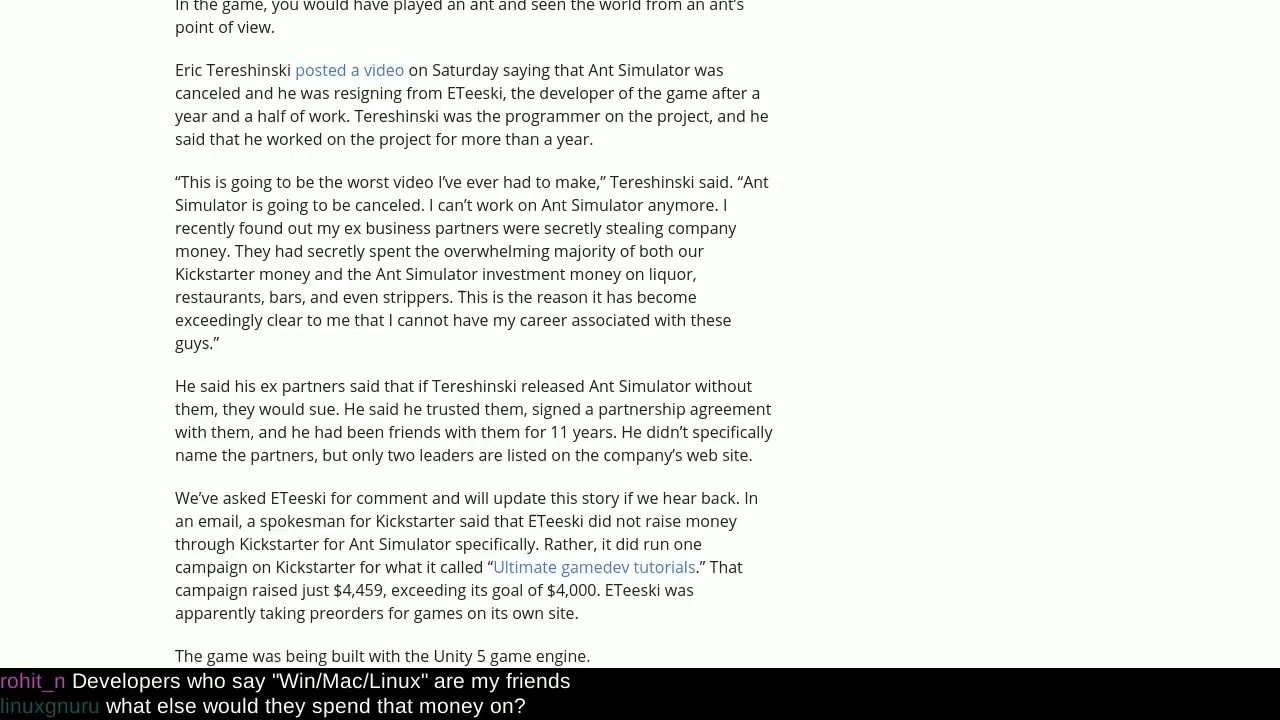 In the game, you would have played an ant and seen the world from an ant’s
point of view.
Eric Tereshinski posted a video on Saturday saying that Ant Simulator was
canceled and he was resigning from ETeeski, the developer of the game after a
year and a half of work. Tereshinski was the programmer on the project, and he
said that he worked on the project for more than a year.
“This is going to be the worst video I’ve ever had to make,” Tereshinski said. “Ant
Simulator is going to be canceled. I can’t work on Ant Simulator anymore. I
recently found out my ex business partners were secretly stealing company
money. They had secretly spent the overwhelming majority of both our
Kickstarter money and the Ant Simulator investment money on liquor,
restaurants, bars, and even strippers. This is the reason it has become
exceedingly clear to me that I cannot have my career associated with these
guys.”
He said his ex partners said that if Tereshinski released Ant Simulator without
them, they would sue. He said he trusted them, signed a partnership agreement
with them, and he had been friends with them for 11 years. He didn’t specifically
name the partners, but only two leaders are listed on the company’s web site.
We’ve asked ETeeski for comment and will update this story if we hear back. In
an email, a spokesman for Kickstarter said that ETeeski did not raise money
through Kickstarter for Ant Simulator specifically. Rather, it did run one
campaign on Kickstarter for what it called “Ultimate gamedev tutorials.” That
campaign raised just $4,459, exceeding its goal of $4,000. ETeeski was
apparently taking preorders for games on its own site.
The game was being built with the Unity 5 game engine.
rohit_n Developers who say "Win/Mac/Linux" are my friends
linuxgnuru what else would they spend that money on?